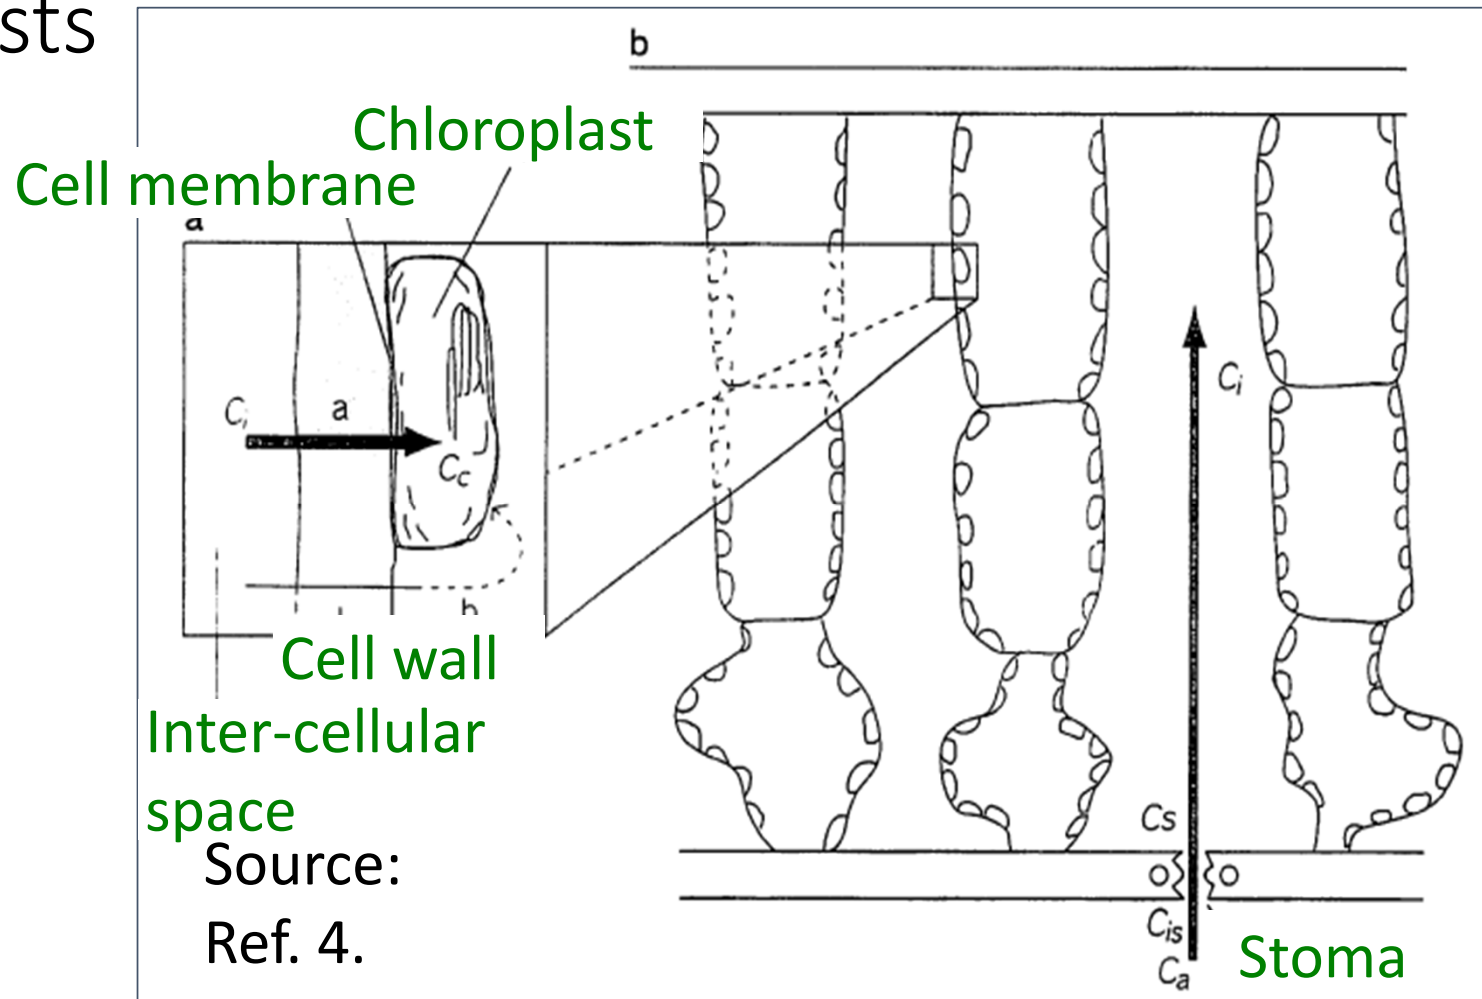 sts
b
Chloroplast
Cell membrane
a
Ci
a
Cc
b
Cell wall
Inter-cellular
space
Source:
Ref. 4.
Ci
Cs
Cis
Ca
Stoma